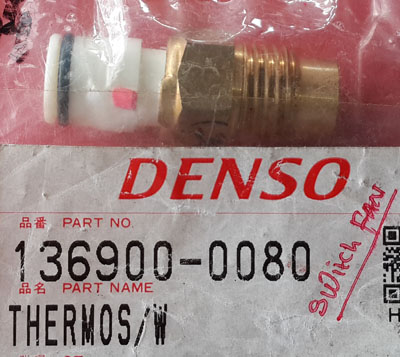 DENSO
品番 PART NO.
136900-0080
品名 PART NAME
THERMOS/W
Switch FAN